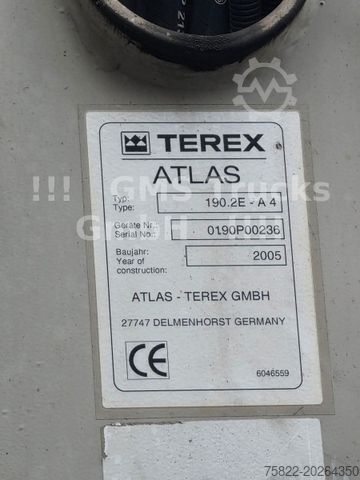 TEREX
ATLAS
!!! GMS Trucks
GmbH !!!
Typ:
Type: 190.2E - A 4
Geräte Nr.:
Serial No.: 0190P00236
Baujahr:
Year of
construction: 2005
ATLAS - TEREX GMBH
27747 DELMENHORST GERMANY
CE
6046559
75822-20264350